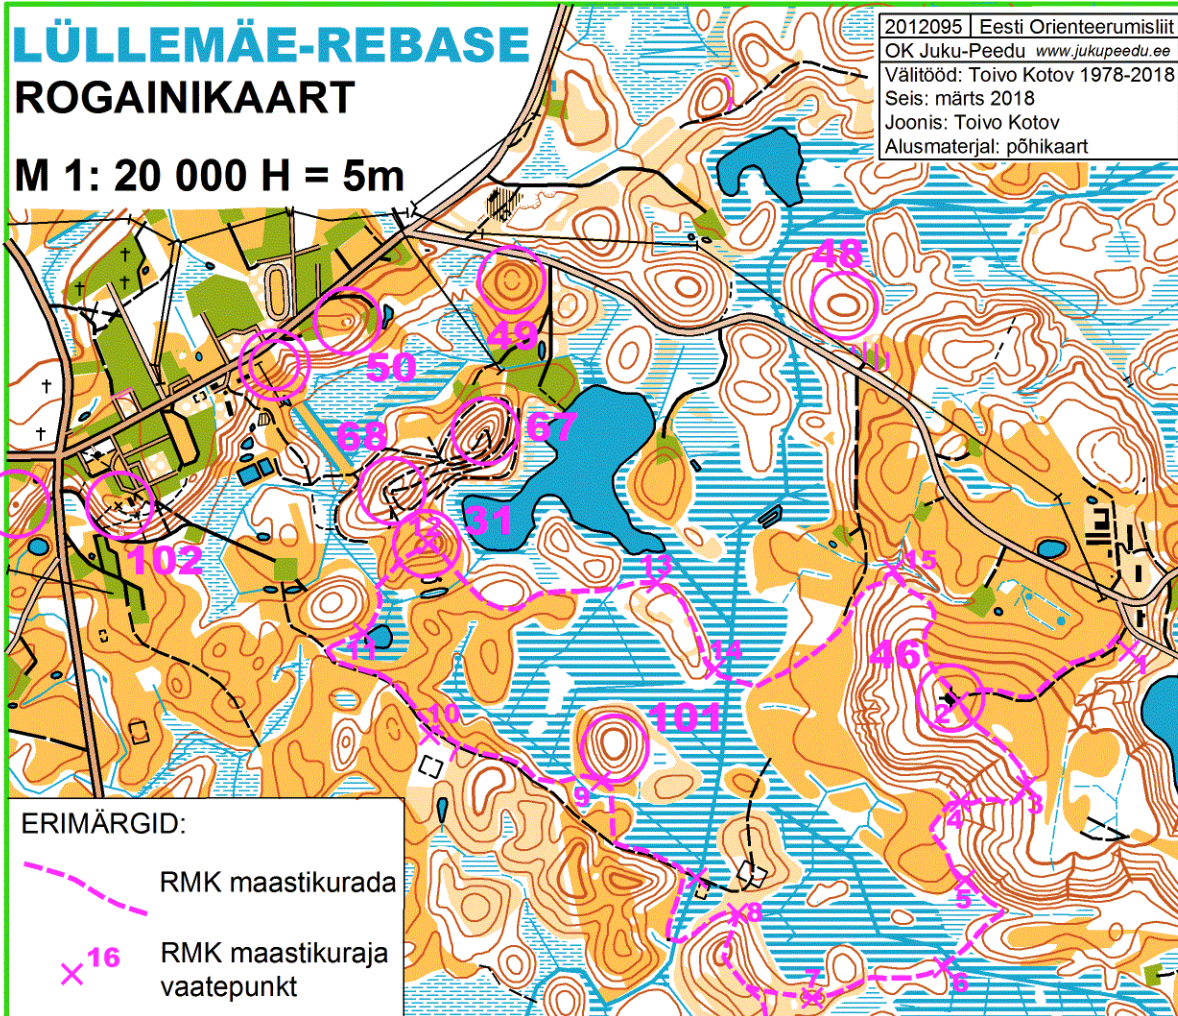 LÜLLEMÄE-REBASE
ROGAINIKAART
M 1: 20 000 H = 5m
2012095 Eesti Orienteerumisliit
OK Juku-Peedu www.jukupeedu.ee
Välitööd: Toivo Kotov 1978-2018
Seis: märts 2018
Joonis: Toivo Kotov
Alusmaterjal: põhikaart
48
49
50
67
68
31
12
102
13
15
11
14
46
1
2
10
101
9
3
4
5
8
6
7
ERIMÄRGID:
RMK maastikurada
16 RMK maastikuraja
vaatepunkt